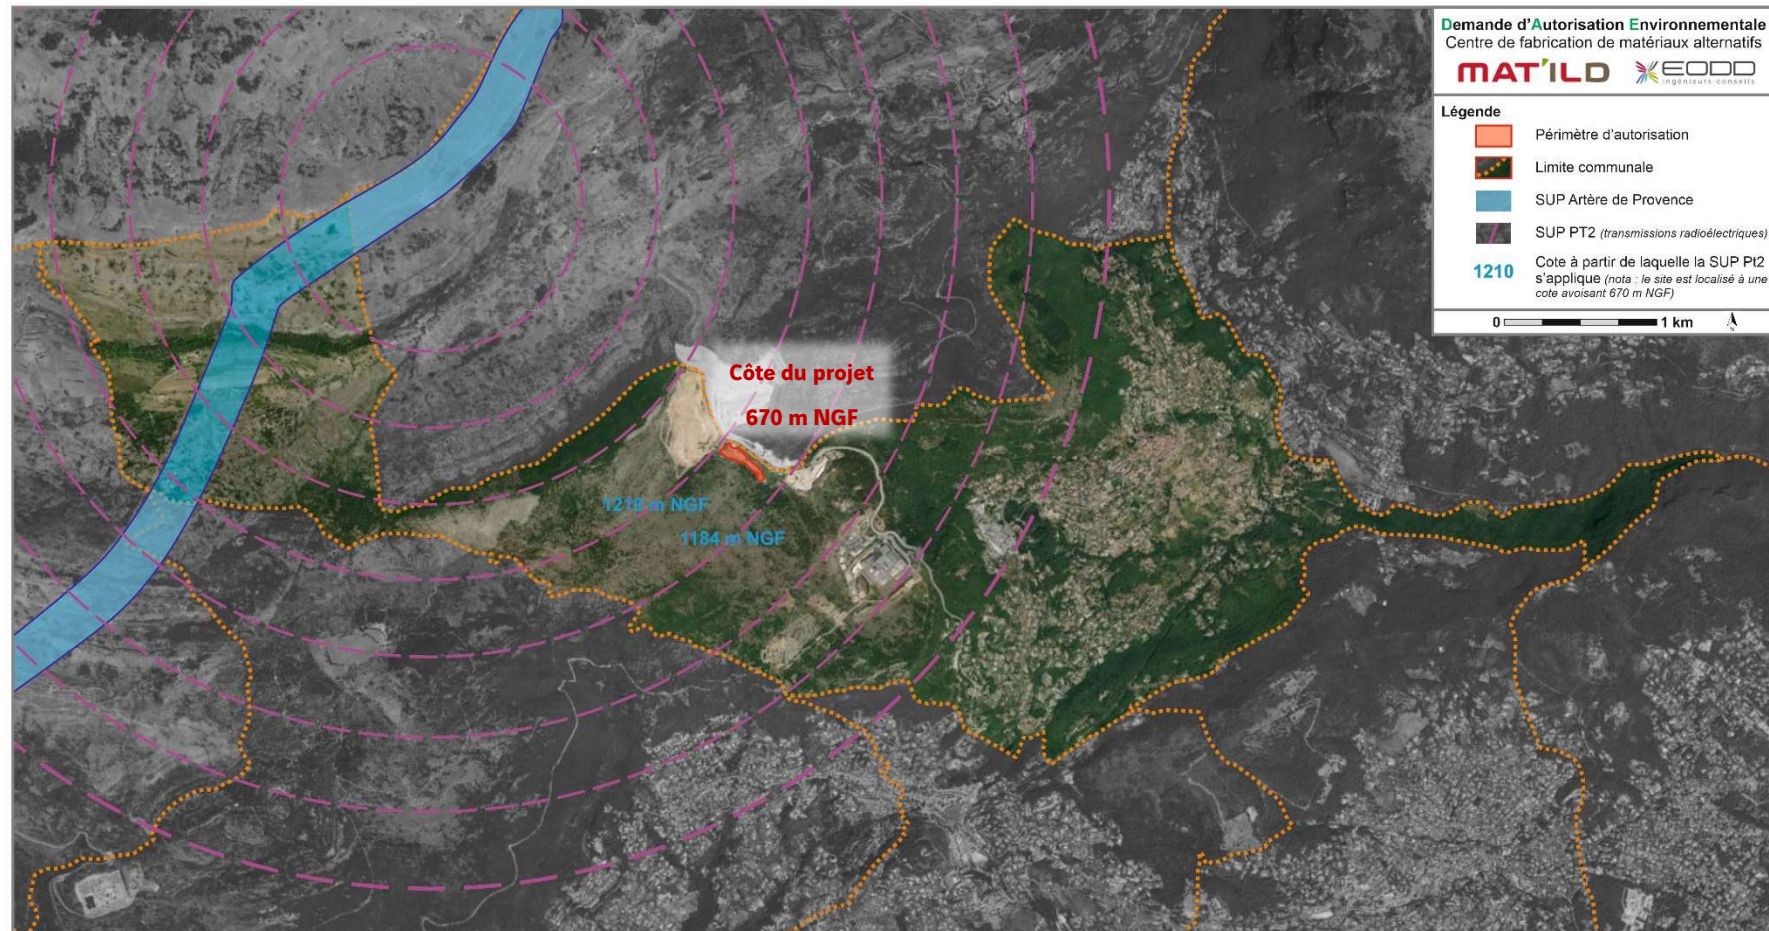 Demande d'Autorisation Environnementale
Centre de fabrication de matériaux alternatifs
MAT'ILD EODD
ingénieurs conseils
Légende
Périmètre d'autorisation
Limite communale
SUP Artère de Provence
SUP PT2 (transmissions radioélectriques)
1210 Cote à partir de laquelle la SUP Pt2
s'applique (nota : le site est localisé à une
cote avoisant 670 m NGF)
0 1 km
N
Côte du projet
670 m NGF
1218 m NGF
1184 m NGF